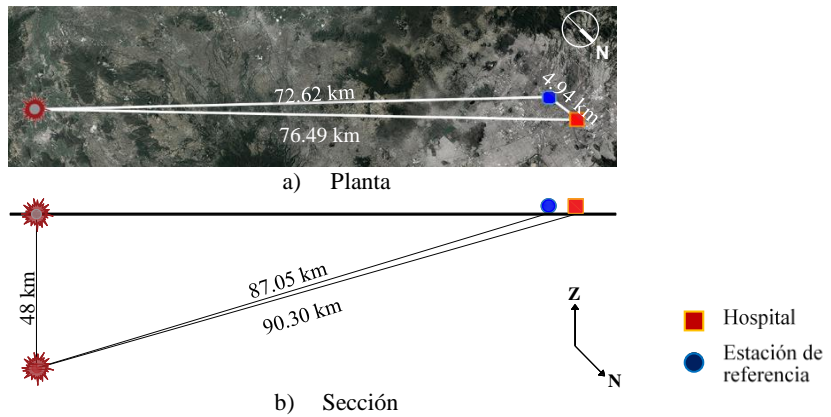 N
72.62 km
4.94 km
76.49 km
a) Planta
48 km
87.05 km
90.30 km
Z
N
Hospital
Estación de
referencia
b) Sección